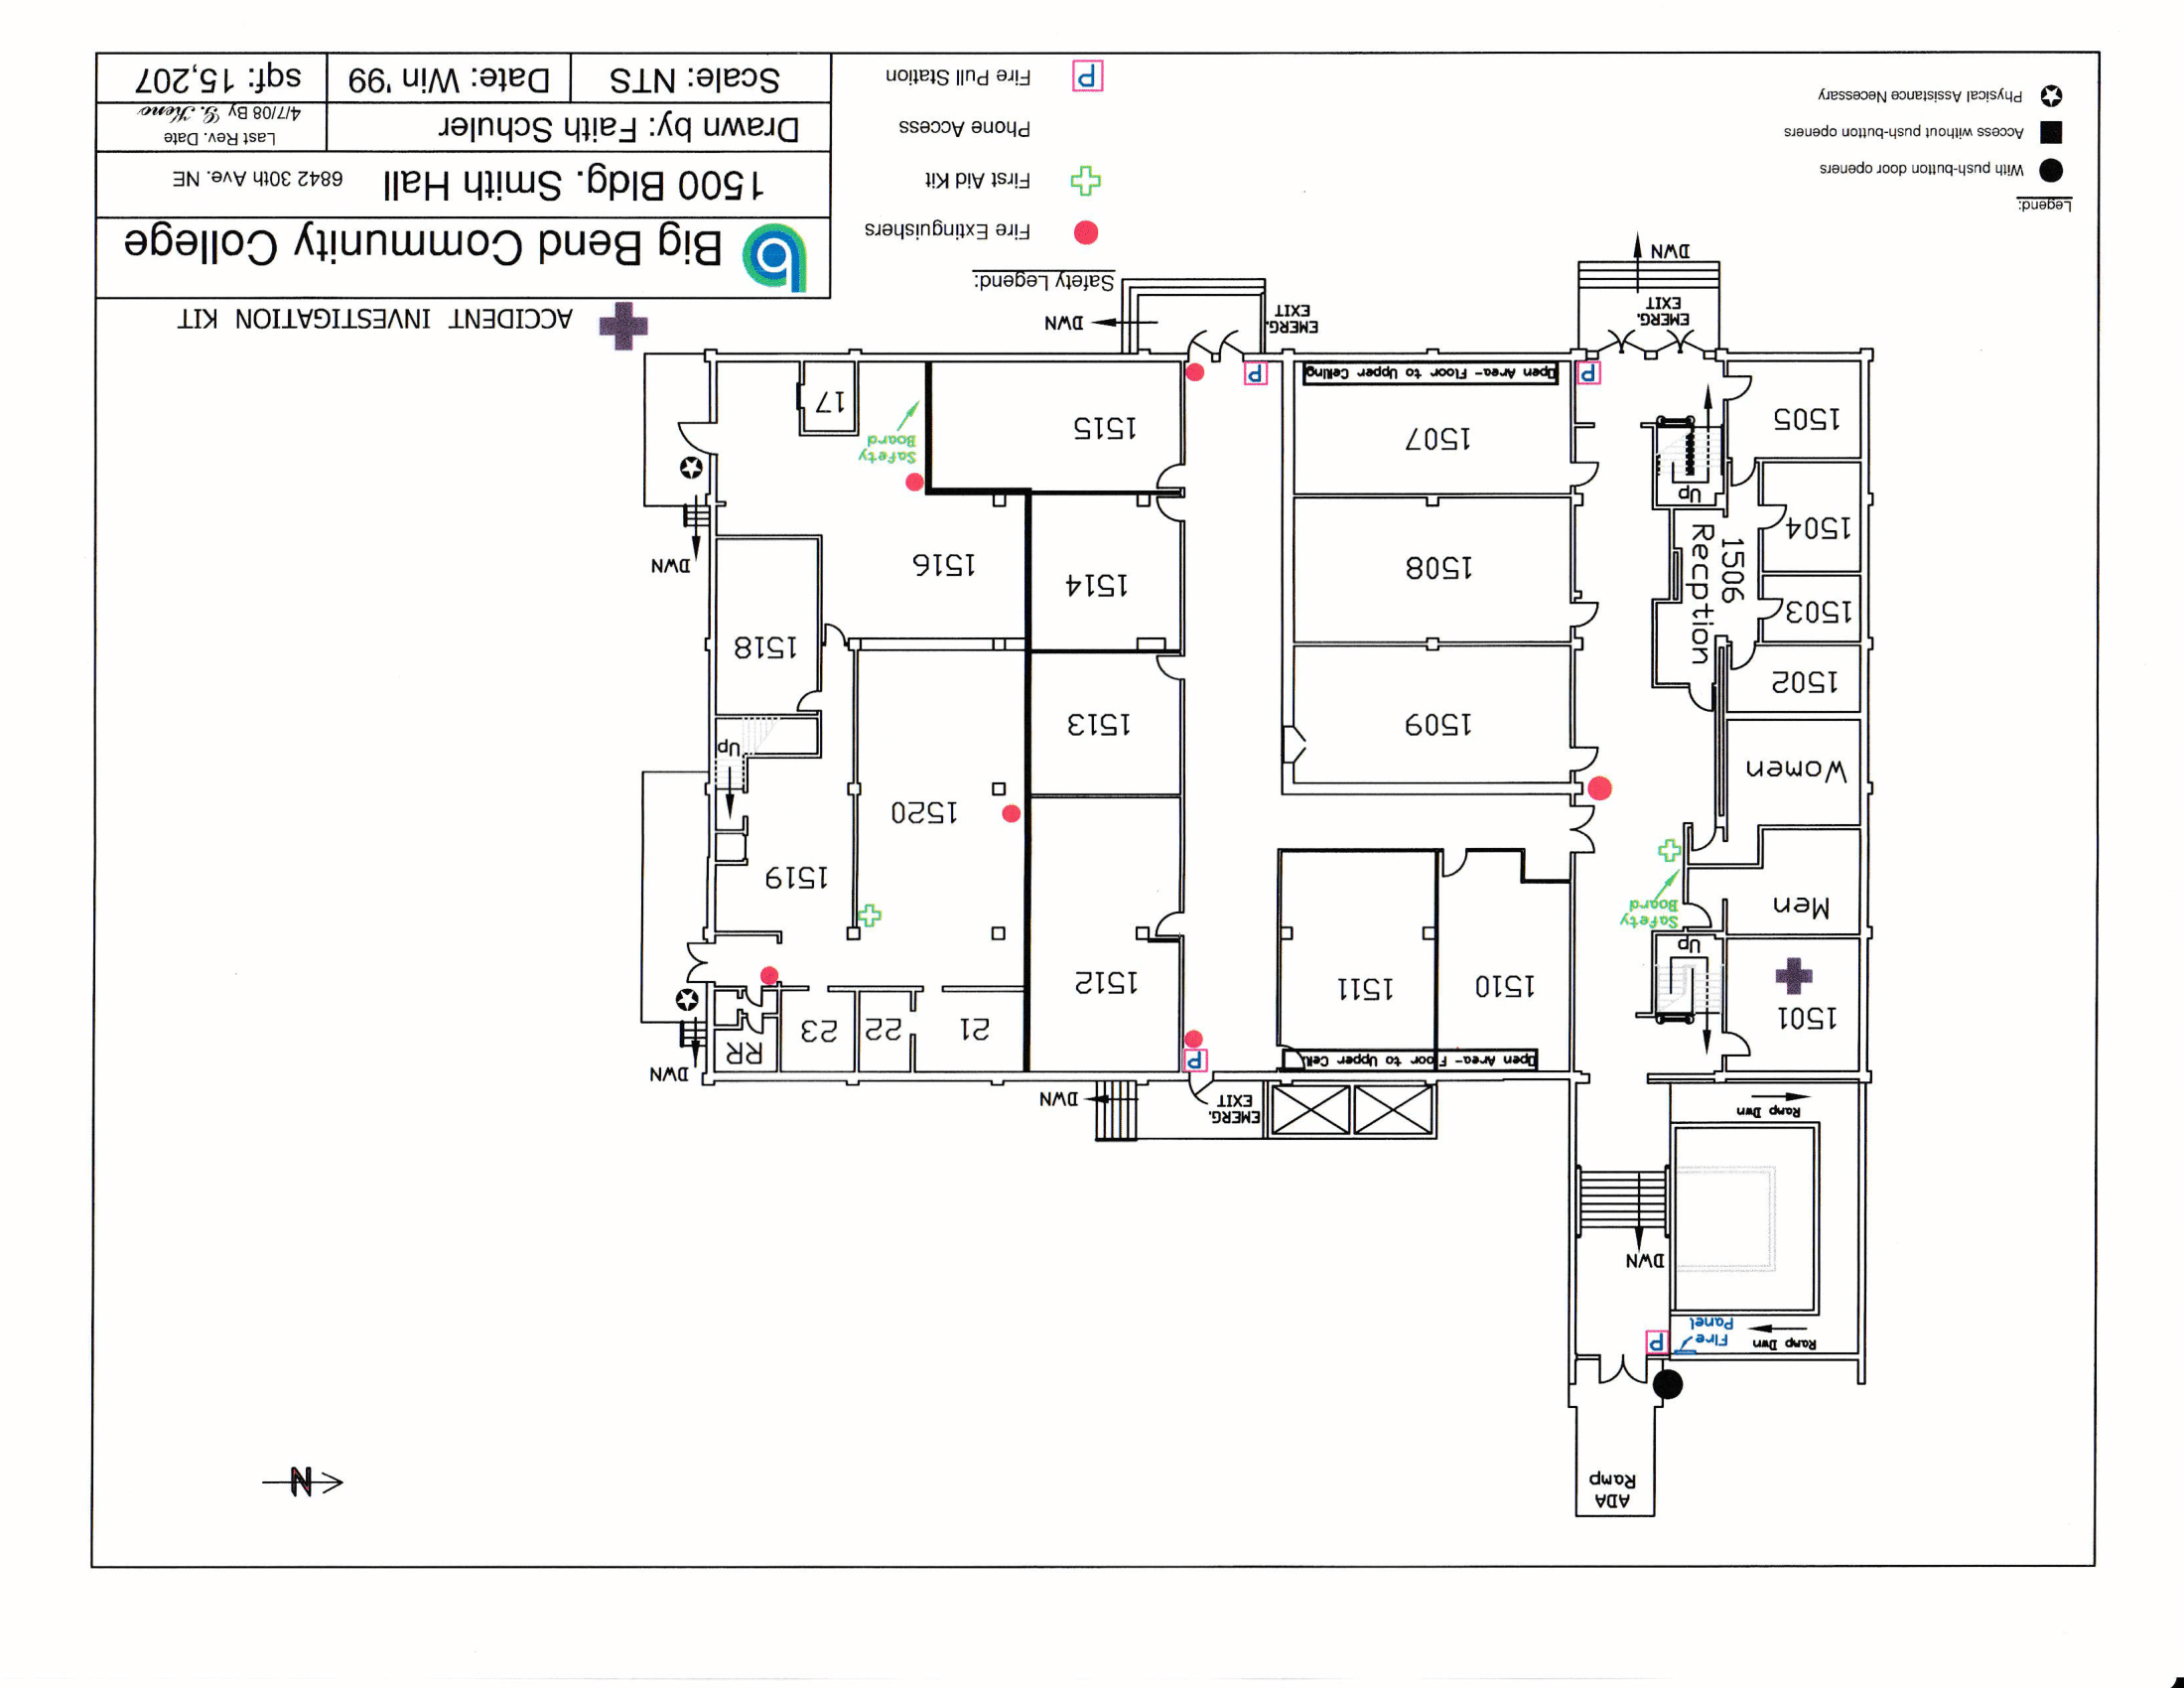 ADA
Ramp
N
Ramp Dwn
Fire
Panel
P
DWN
Ramp Dwn
EMERG.
EXIT
DWN
DWN
P
Open Area- Floor to Upper Ceil
RR
23
22
21
1501
1510
1511
1512
Up
Men
Safety
Board
1519
1520
Women
Up
1502
1509
1513
1518
1503
1506
Recption
1504
1508
1514
1516
DWN
Up
1505
1507
1515
Safety
Board
17
P
Open Area- Floor to Upper Ceiling
P
EMERG.
EXIT
DWN
EMERG.
EXIT
DWN
ACCIDENT INVESTIGATION KIT
Legend:
With push-button door openers
Access without push-button openers
Physical Assistance Necessary
Safety Legend:
Fire Extinguishers
First Aid Kit
Phone Access
P Fire Pull Station
Big Bend Community College
1500 Bldg. Smith Hall 6842 30th Ave. NE
Drawn by: Faith Schuler
Last Rev. Date
4/7/08 By G. Keno
Scale: NTS
Date: Win '99
sqf: 15,207